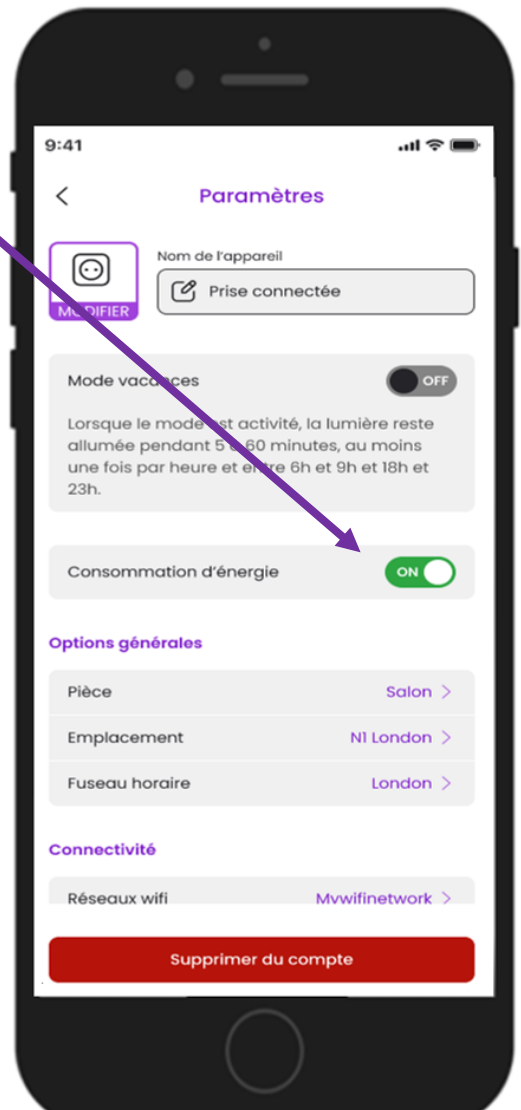 9:41
Paramètres
Nom de l'appareil
Prise connectée
MODIFIER
Mode vacances
OFF
Lorsque le mode est activité, la lumière reste
allumée pendant 5 à 60 minutes, au moins
une fois par heure et entre 6h et 9h et 18h et
23h.
Consommation d'énergie
ON
Options générales
Pièce
Salon >
Emplacement
N1 London >
Fuseau horaire
London >
Connectivité
Réseaux wifi
Mywifinetwork >
Supprimer du compte